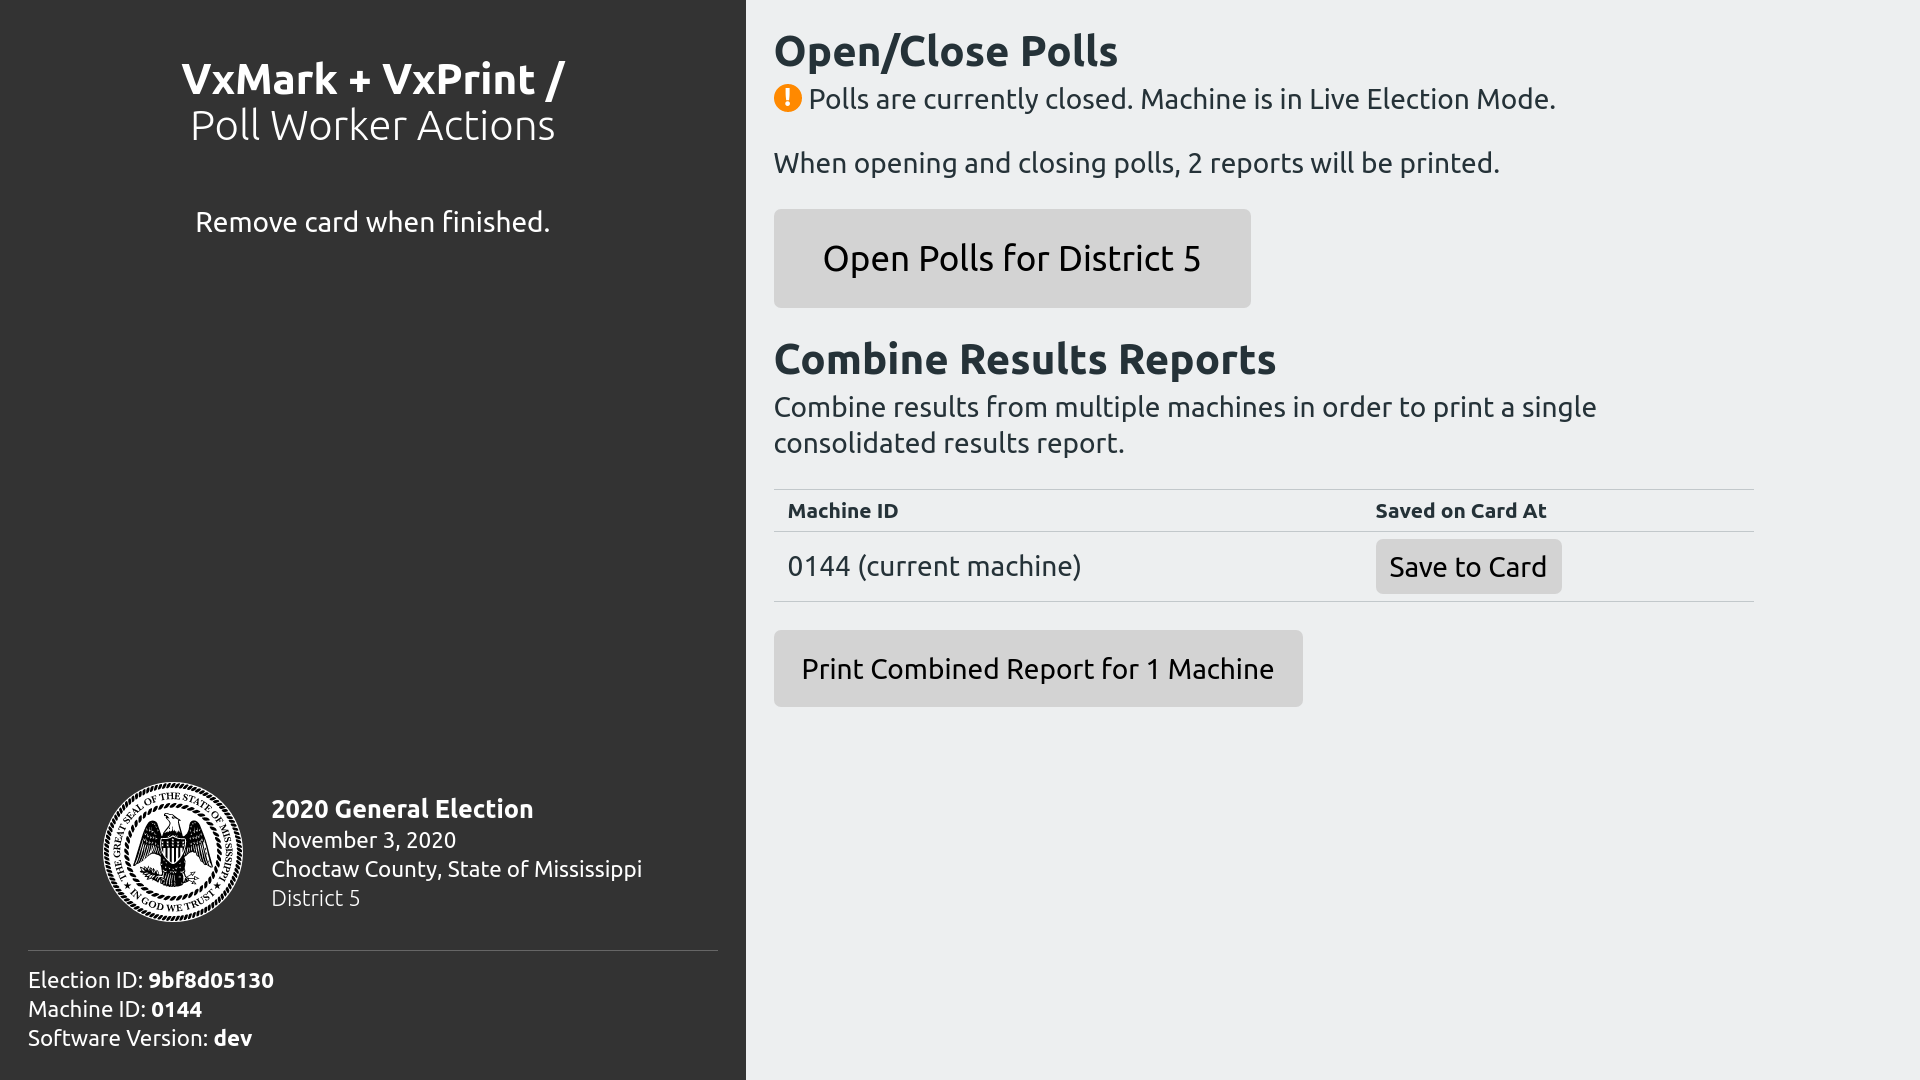 VxMark + VxPrint /
Poll Worker Actions
Remove card when finished.
THE GREAT SEAL OF THE STATE OF MISSISSIPPI
★ IN GOD WE TRUST ★
2020 General Election
November 3, 2020
Choctaw County, State of Mississippi
District 5
Election ID: 9bf8d05130
Machine ID: 0144
Software Version: dev
Open/Close Polls
! Polls are currently closed. Machine is in Live Election Mode.
When opening and closing polls, 2 reports will be printed.
Open Polls for District 5
Combine Results Reports
Combine results from multiple machines in order to print a single
consolidated results report.
Machine ID Saved on Card At
0144 (current machine) Save to Card
Print Combined Report for 1 Machine